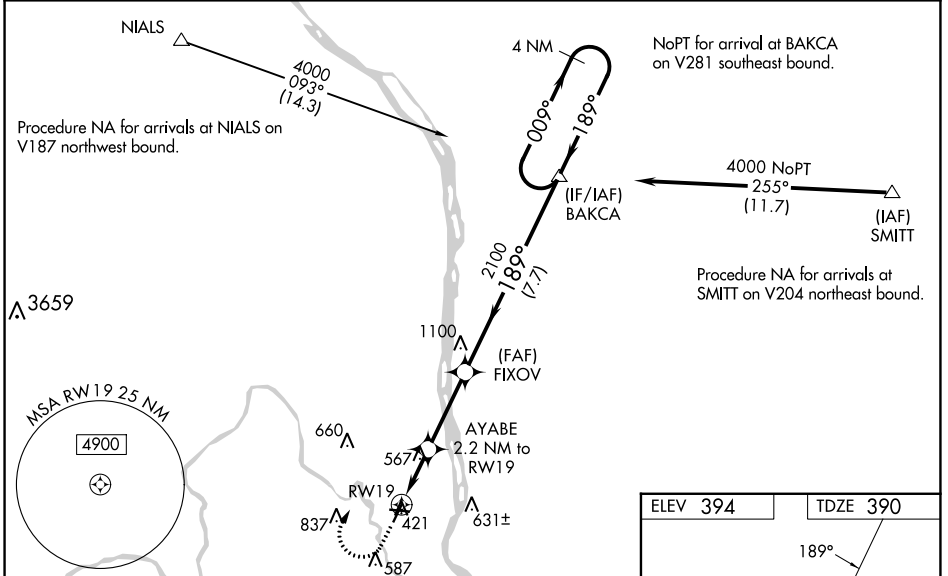 NIALS
4000
093°
(14.3)
Procedure NA for arrivals at NIALS on
V187 northwest bound.
4 NM
NoPT for arrival at BAKCA
on V281 southeast bound.
009°
189°
(IF/IAF)
BAKCA
4000 NoPT
255°
(11.7)
(IAF)
SMITT
Procedure NA for arrivals at
SMITT on V204 northeast bound.
2100
189°
(7.7)
3659
1100
(FAF)
FIXOV
MSA RW19 25 NM
4900
660
567
AYABE
2.2 NM to
RW19
RW19
837
421
631±
587
ELEV 394
TDZE 390
189°